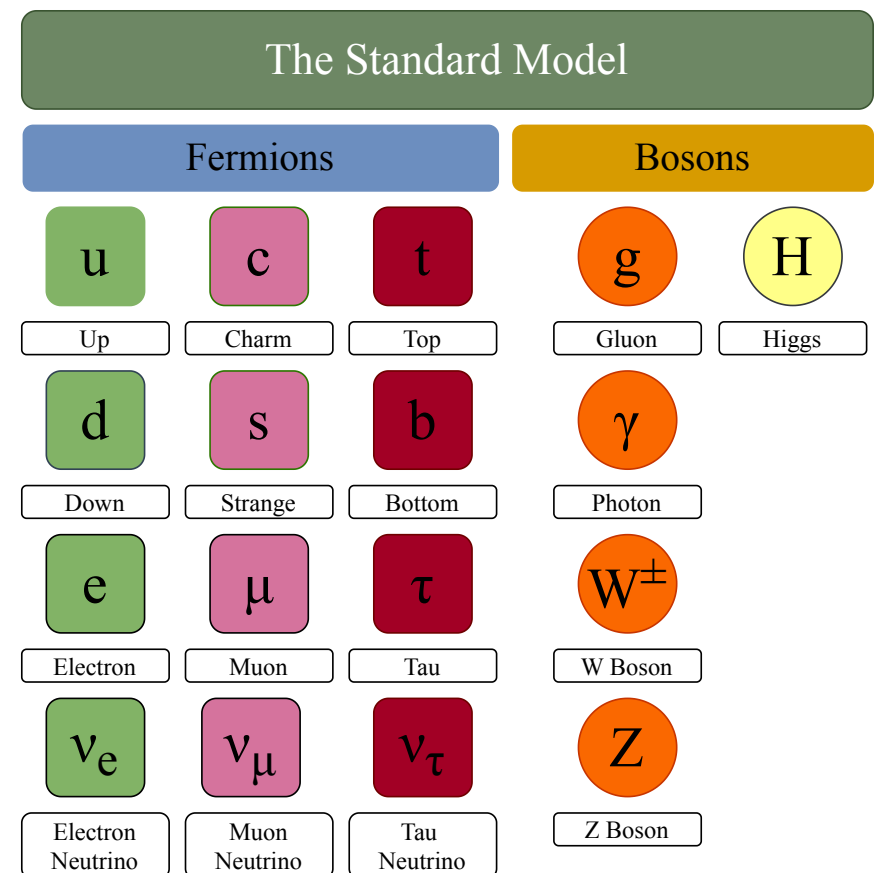 The Standard Model
Fermions
Bosons
u
c
t
g
H
Up
Charm
Top
Gluon
Higgs
d
s
b
γ
Down
Strange
Bottom
Photon
e
μ
τ
W±
Electron
Muon
Tau
W Boson
νe
νμ
ντ
Z
Electron
Neutrino
Muon
Neutrino
Tau
Neutrino
Z Boson